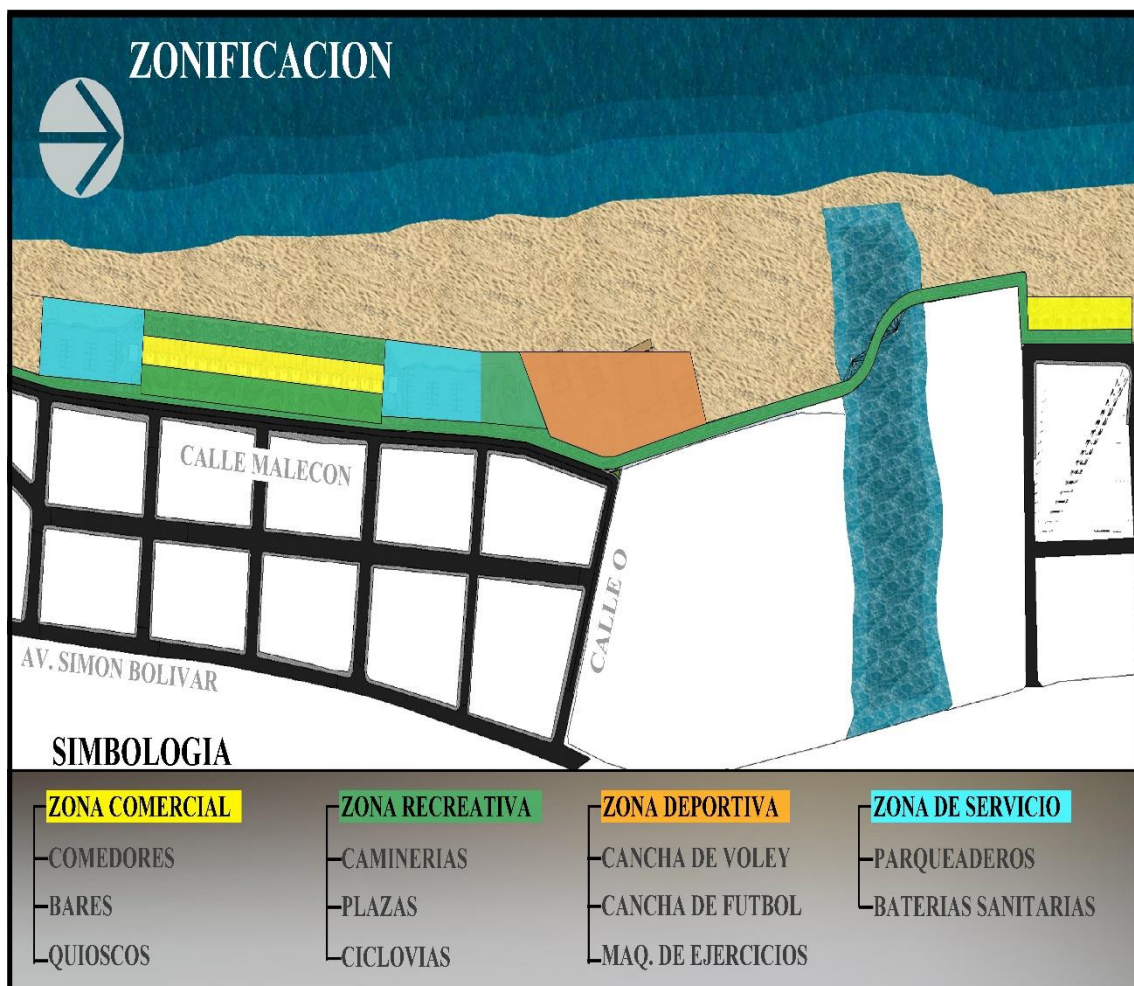 ZONIFICACION
CALLE MALECON
CALLE O
AV. SIMON BOLIVAR
SIMBOLOGIA
ZONA COMERCIAL
COMEDORES
BARES
QUIOSCOS
ZONA RECREATIVA
CAMINERIAS
PLAZAS
CICLOVIAS
ZONA DEPORTIVA
CANCHA DE VOLEY
CANCHA DE FUTBOL
MAQ. DE EJERCICIOS
ZONA DE SERVICIO
PARQUEADEROS
BATERIAS SANITARIAS